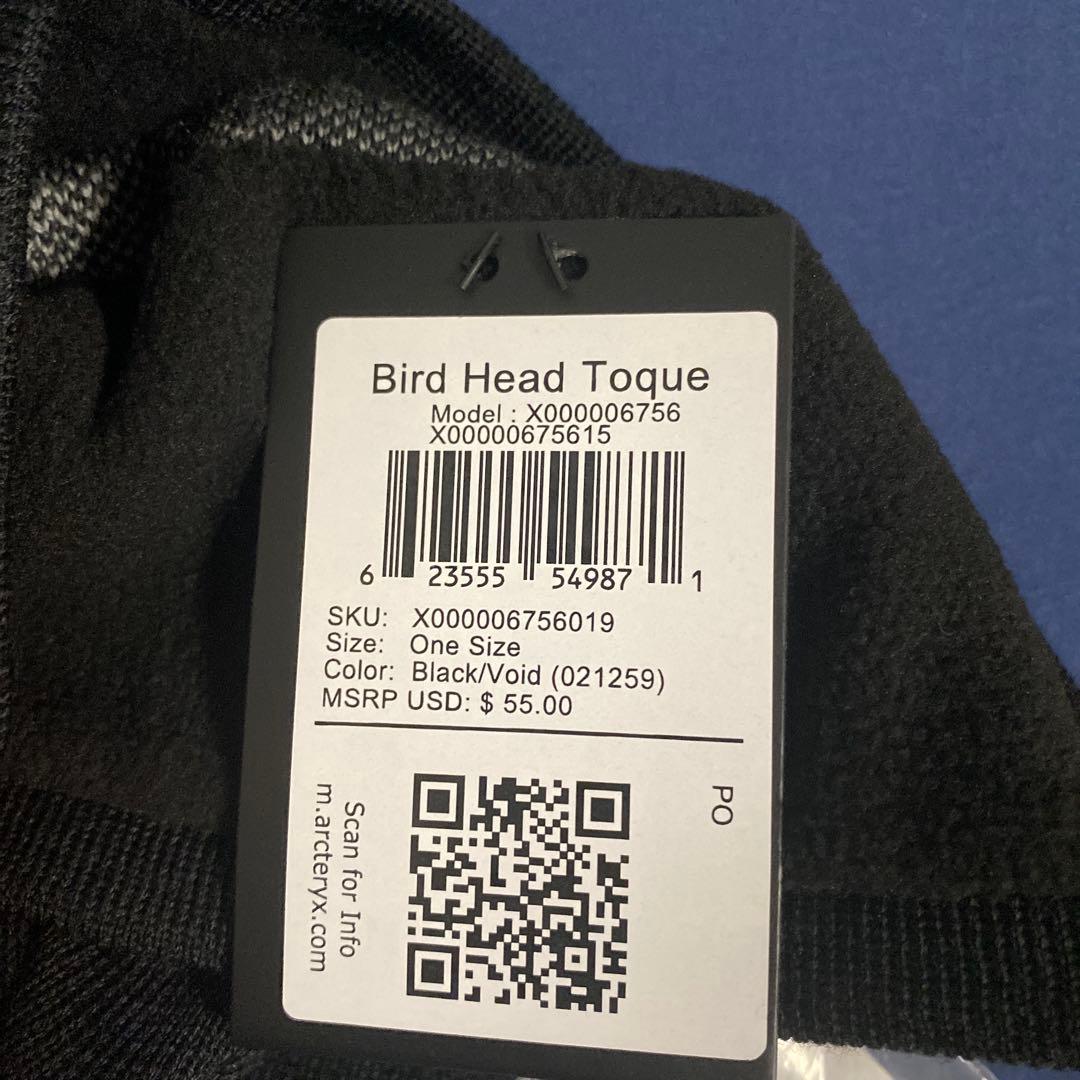 Bird Head Toque
Model : X000006756
X00000675615
6 23555 54987 1
SKU: X000006756019
Size: One Size
Color: Black/Void (021259)
MSRP USD: $ 55.00
PO
Scan for Info
m.arcteryx.com